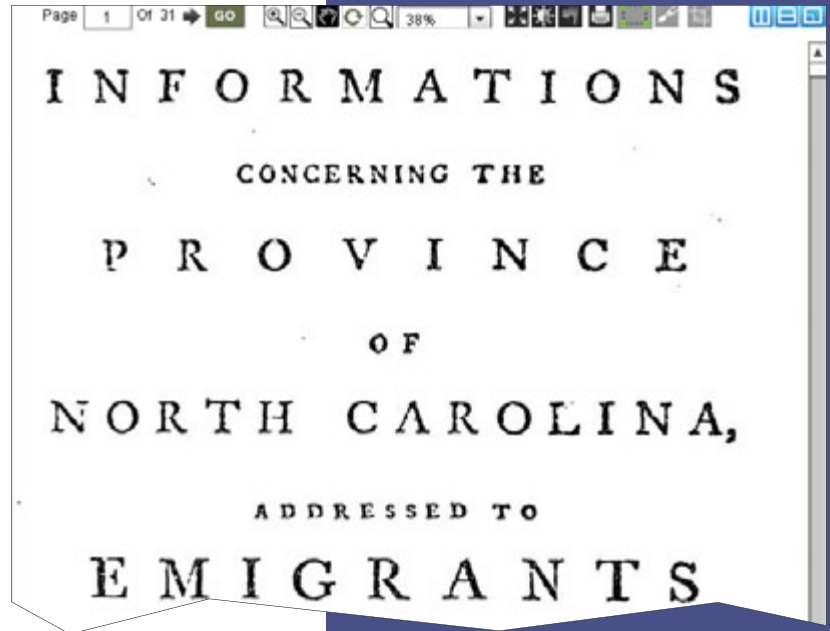 Page 1 Of 31 GO 38%
INFORMATIONS
CONCERNING THE
PROVINCE
OF
NORTH CAROLINA,
ADDRESSED TO
EMIGRANTS